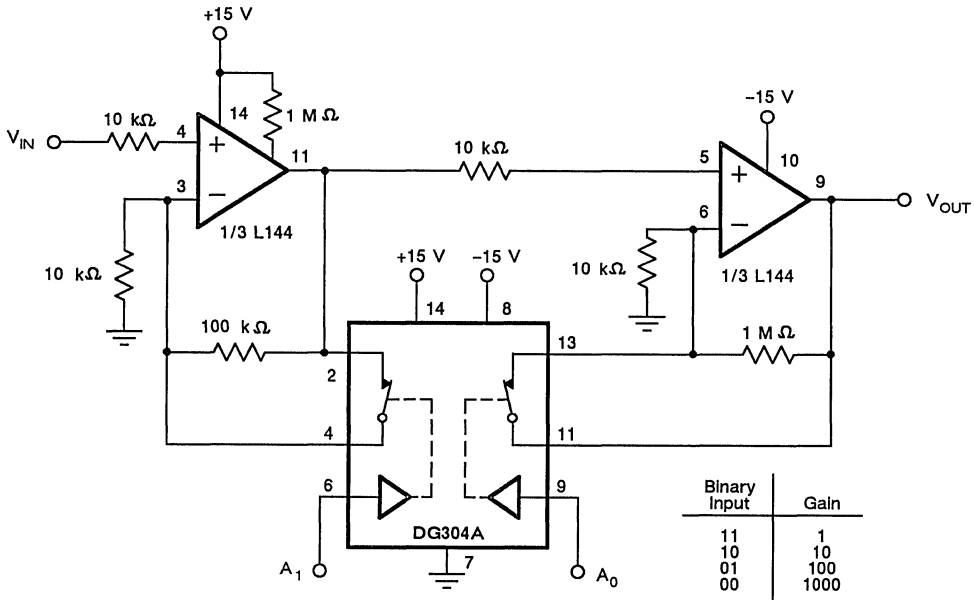 +15 V
14
1 MΩ
10 kΩ
V_IN
4
+
3
−
11
1/3 L144
10 kΩ
100 kΩ
10 kΩ
−15 V
10
5
+
6
−
9
V_OUT
1/3 L144
10 kΩ
1 MΩ
+15 V
−15 V
14
8
2
13
4
11
6
9
DG304A
7
A₁
A₀
Binary Input Gain
11 1
10 10
01 100
00 1000